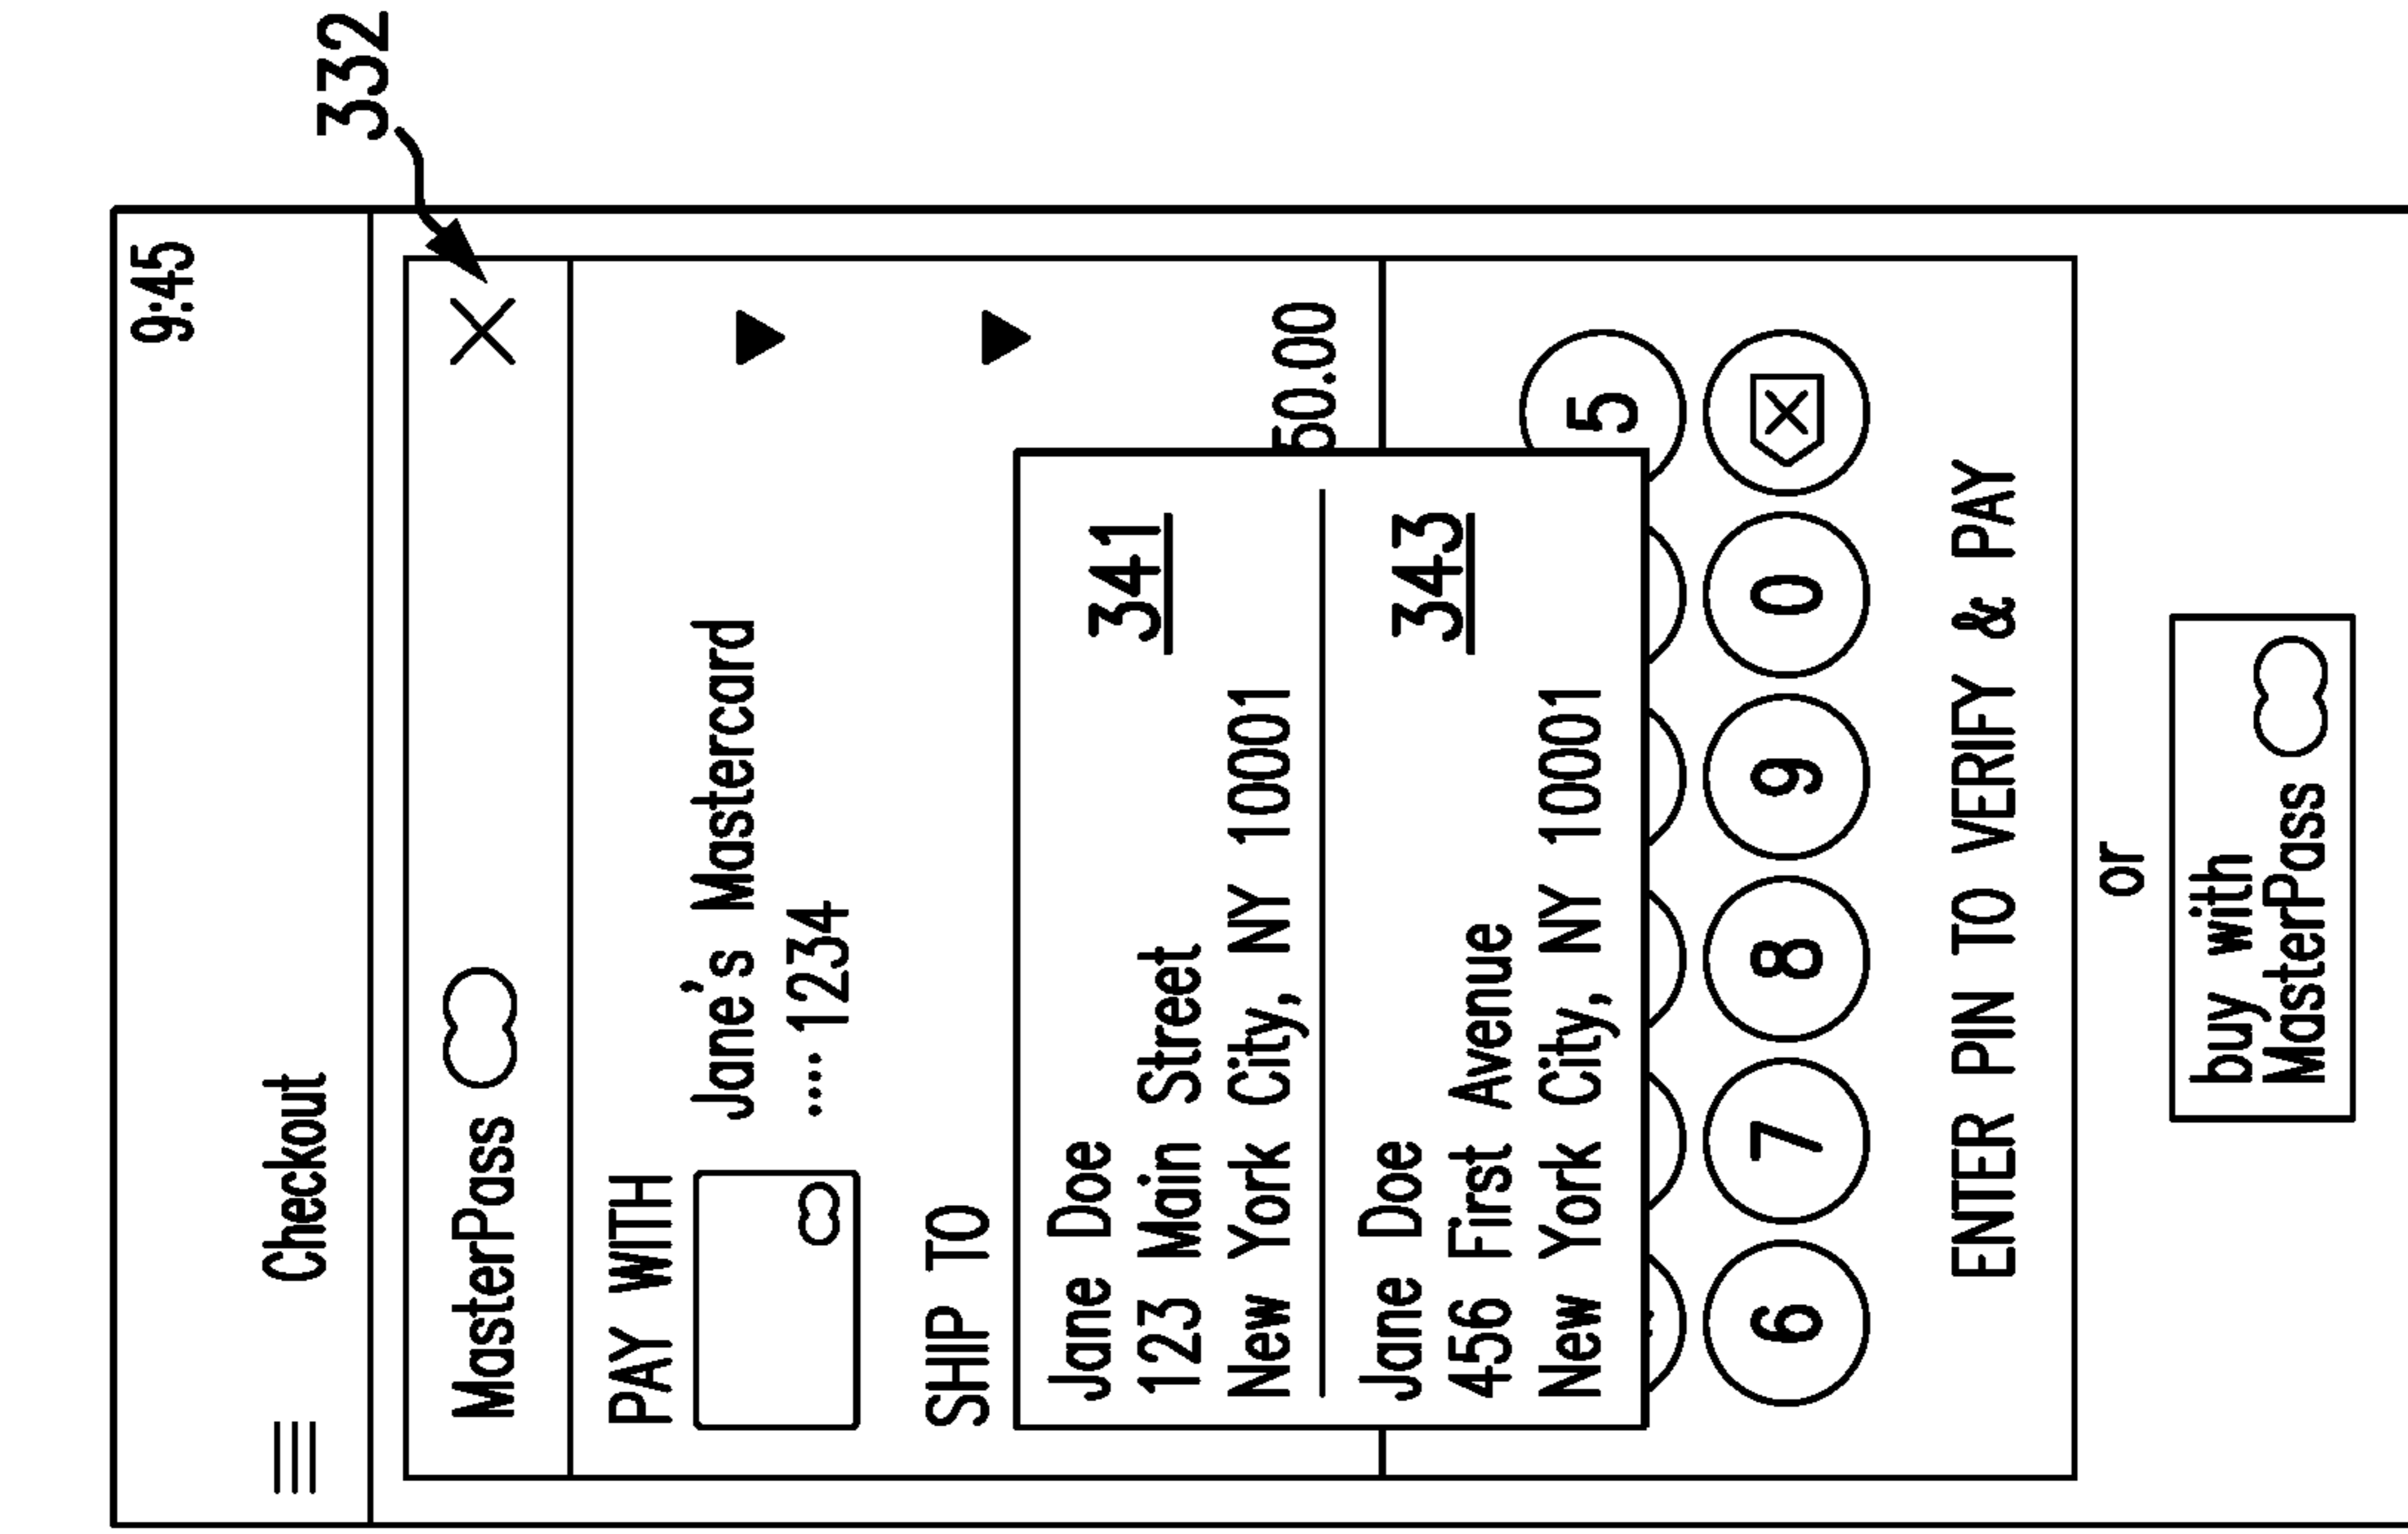 332
9:45
Checkout
MasterPass
PAY WITH
Jane's Mastercard
.... 1234
SHIP TO
Jane Doe 341
123 Main Street
New York City, NY 10001
60.00
Jane Doe 343
456 First Avenue
New York City, NY 10001
5
6 7 8 9 0
ENTER PIN TO VERIFY & PAY
or
buy with
MasterPass